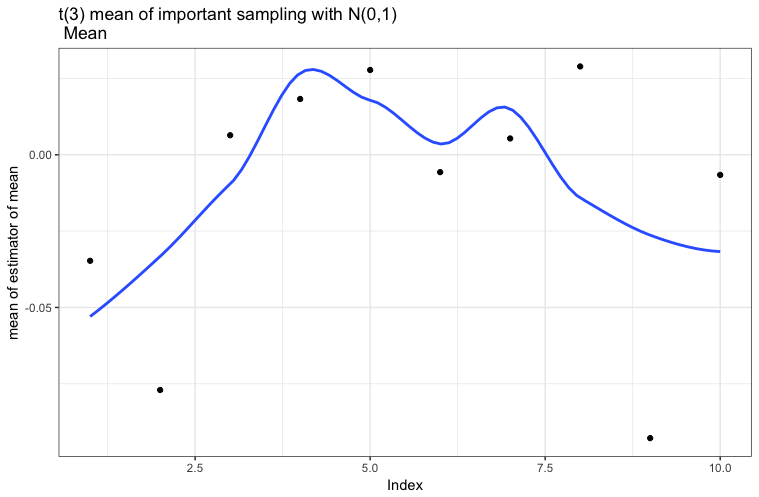 t(3) mean of important sampling with N(0,1)
Mean
mean of estimator of mean
0.00
-0.05
2.5
5.0
7.5
10.0
Index